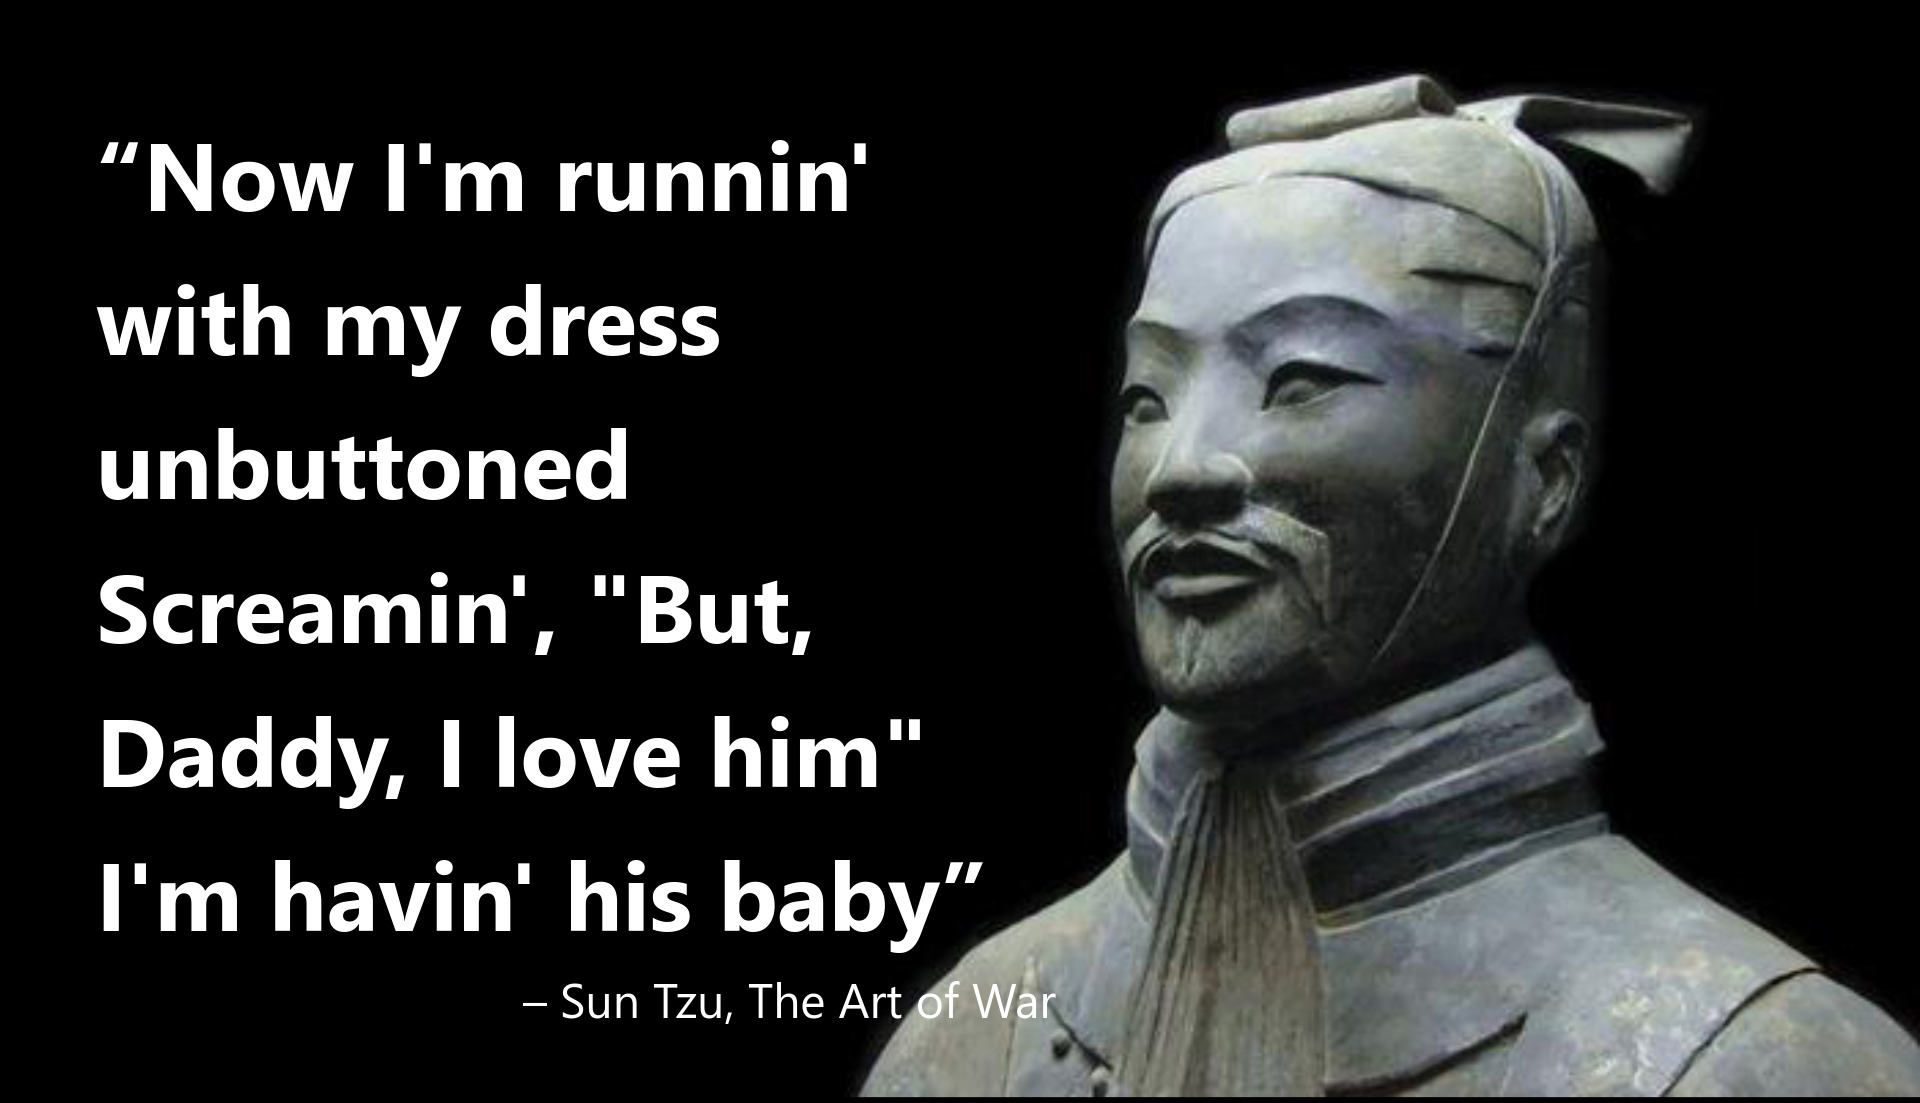 “Now I'm runnin'
with my dress
unbuttoned
Screamin', "But,
Daddy, I love him"
I'm havin' his baby”
– Sun Tzu, The Art of War